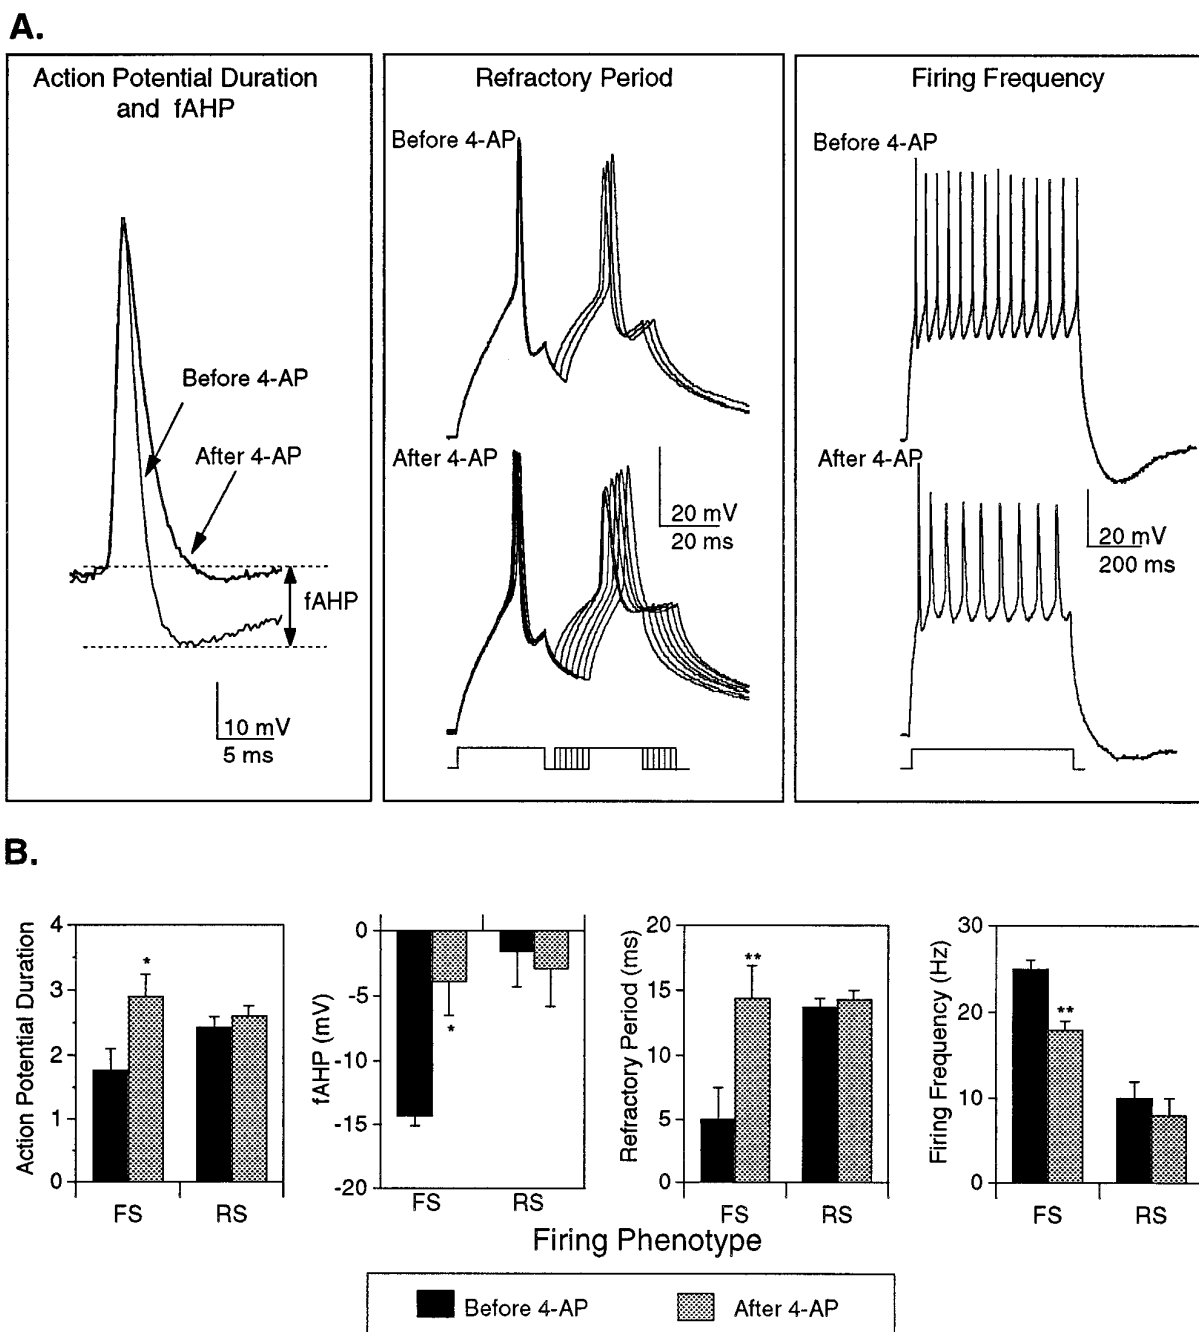 A.
Action Potential Duration
and fAHP
Before 4-AP
After 4-AP
fAHP
10 mV
5 ms
Refractory Period
Before 4-AP
After 4-AP
20 mV
20 ms
Firing Frequency
Before 4-AP
After 4-AP
20 mV
200 ms
B.
Action Potential Duration
4
3
2
1
0
*
FS
RS
fAHP (mV)
0
-5
-10
-15
-20
*
FS
RS
Refractory Period (ms)
20
15
10
5
0
**
FS
RS
Firing Frequency (Hz)
30
20
10
0
**
FS
RS
Firing Phenotype
Before 4-AP
After 4-AP